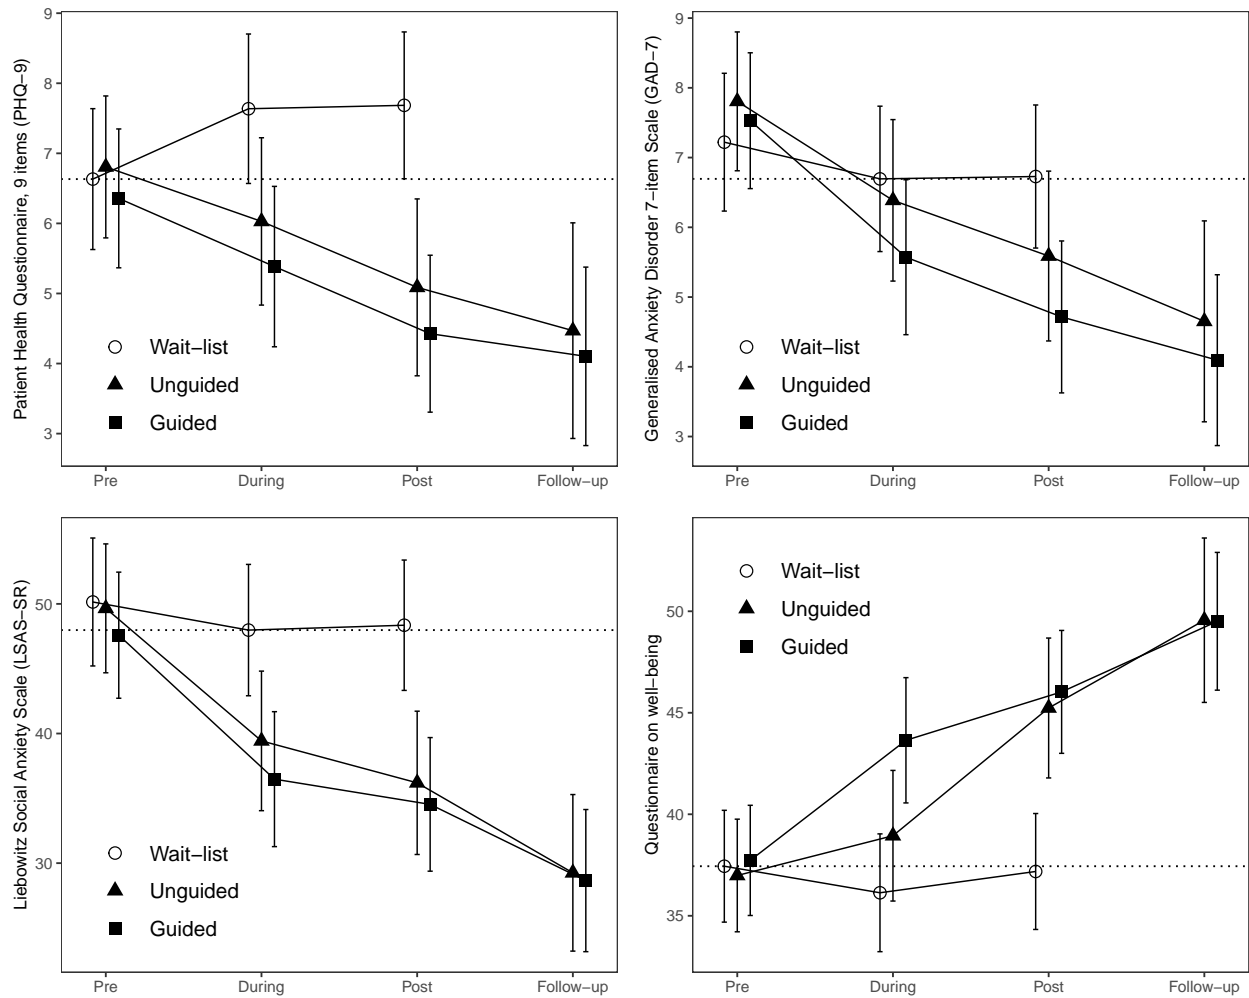 Patient Health Questionnaire, 9 items (PHQ−9)
9
8
7
6
5
4
3
Wait−list
Unguided
Guided
Pre
During
Post
Follow−up
Generalised Anxiety Disorder 7−item Scale (GAD−7)
9
8
7
6
5
4
3
Wait−list
Unguided
Guided
Pre
During
Post
Follow−up
Liebowitz Social Anxiety Scale (LSAS−SR)
50
40
30
Wait−list
Unguided
Guided
Pre
During
Post
Follow−up
Questionnaire on well−being
50
45
40
35
Wait−list
Unguided
Guided
Pre
During
Post
Follow−up